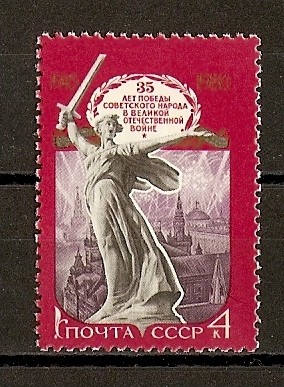 35
ЛЕТ ПОБЕДЫ
СОВЕТСКОГО НАРОДА
В ВЕЛИКОЙ
ОТЕЧЕСТВЕННОЙ
ВОЙНЕ
ПОЧТА СССР 4 к